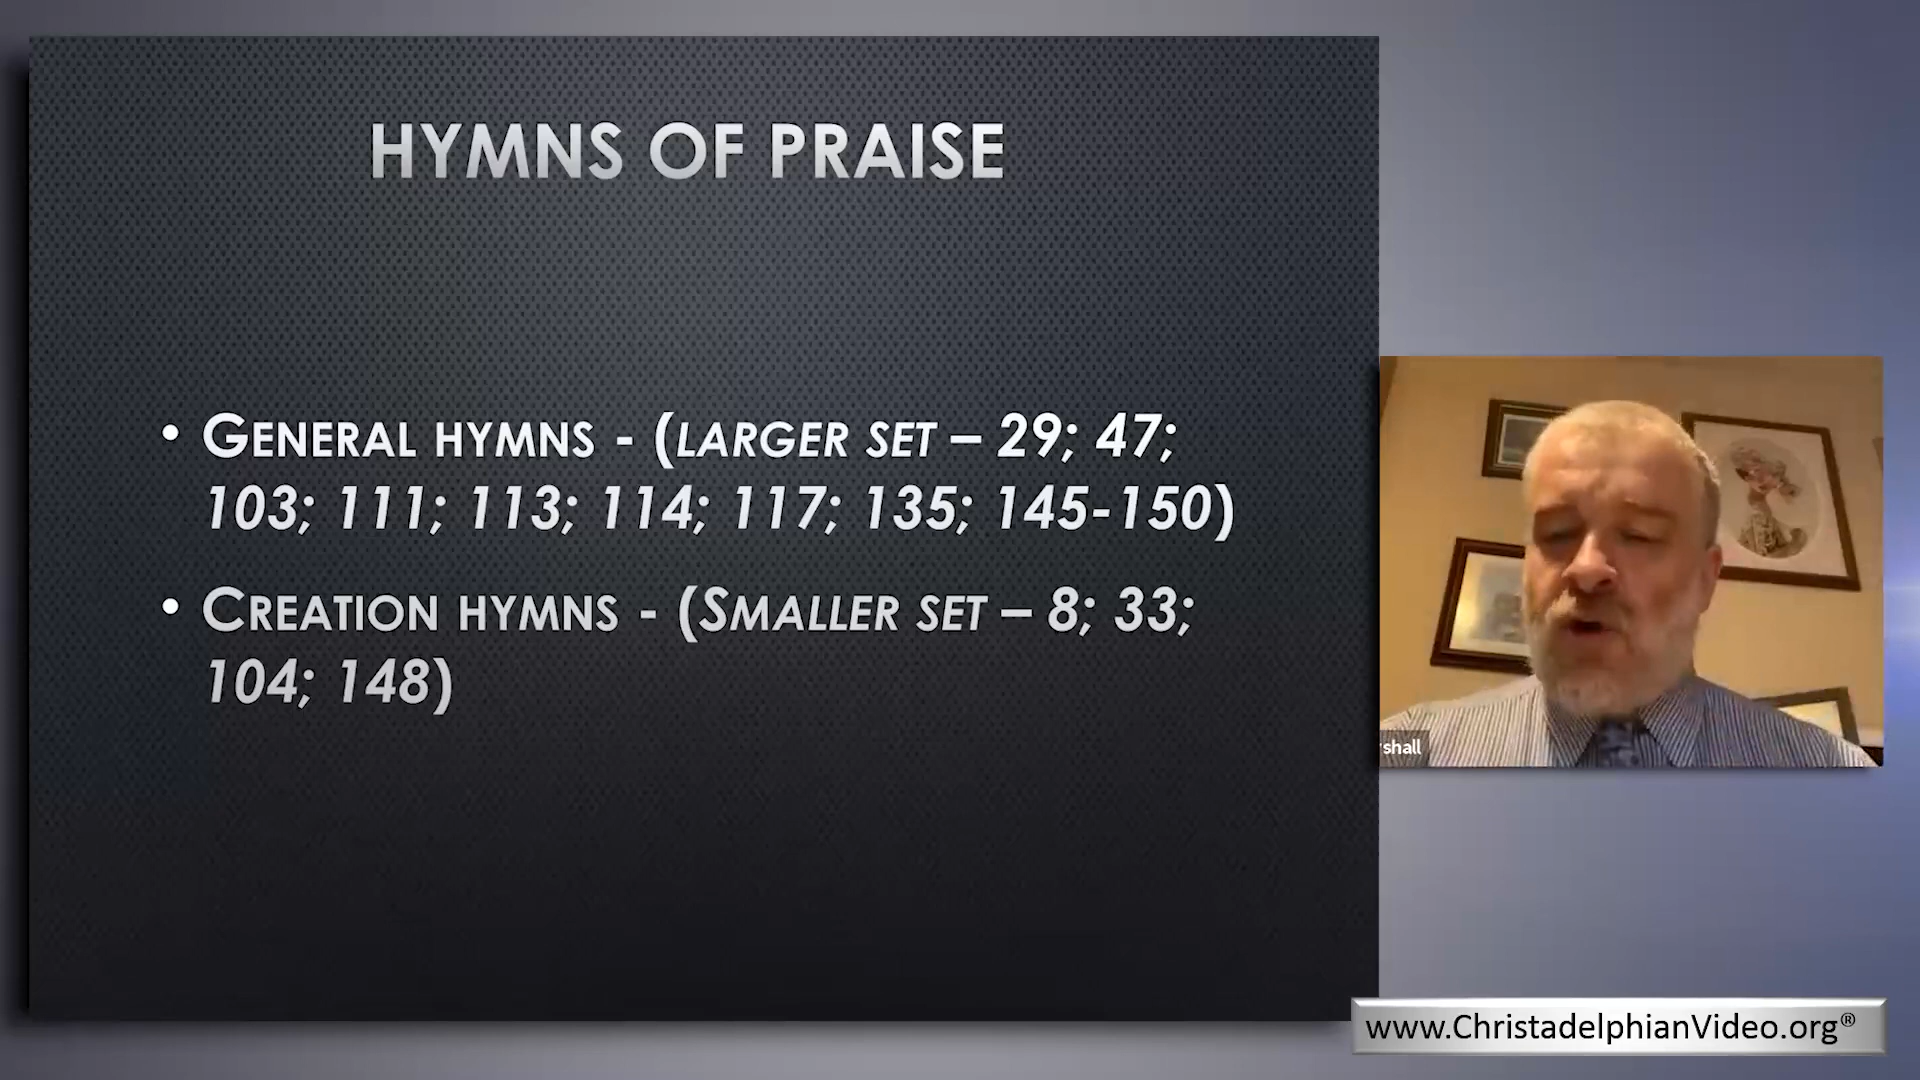 HYMNS OF PRAISE
• GENERAL HYMNS - (LARGER SET – 29; 47;
103; 111; 113; 114; 117; 135; 145-150)
• CREATION HYMNS - (SMALLER SET – 8; 33;
104; 148)
shall
www.ChristadelphianVideo.org®